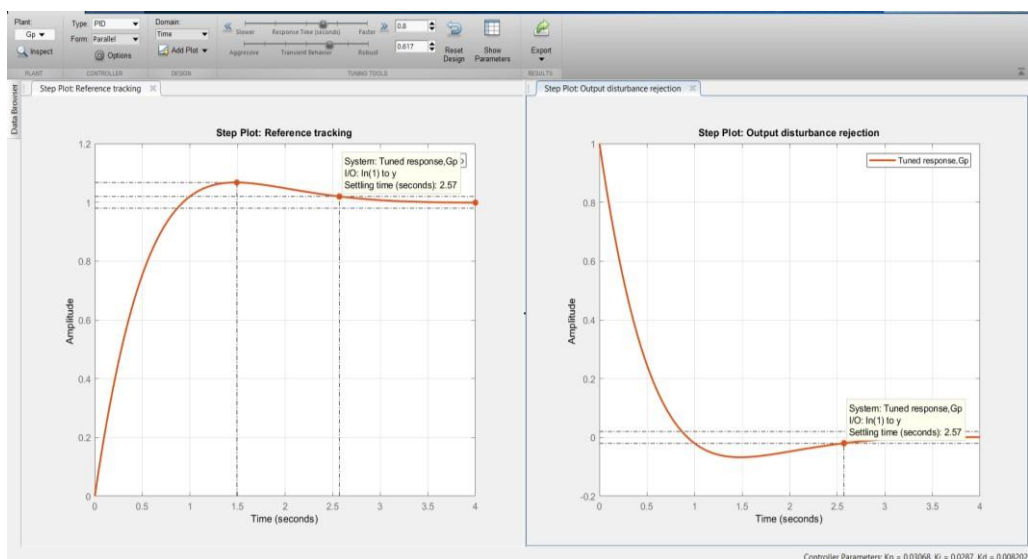 Plant:
Gp
Inspect
PLANT
Type: PID
Form: Parallel
Options
CONTROLLER
Domain:
Time
Add Plot
DESIGN
Slower Response Time (seconds) Faster
0.8
Aggressive Transient Behavior Robust
0.617
Reset
Design
Show
Parameters
TUNING TOOLS
Export
RESULTS
Data Browser
Step Plot: Reference tracking
Step Plot: Reference tracking
System: Tuned response,Gp
I/O: In(1) to y
Settling time (seconds): 2.57
Amplitude
1.2
1
0.8
0.6
0.4
0.2
0
0 0.5 1 1.5 2 2.5 3 3.5 4
Time (seconds)
Step Plot: Output disturbance rejection
Step Plot: Output disturbance rejection
Tuned response,Gp
Amplitude
1
0.8
0.6
0.4
0.2
0
-0.2
System: Tuned response,Gp
I/O: In(1) to y
Settling time (seconds): 2.57
0 0.5 1 1.5 2 2.5 3 3.5 4
Time (seconds)
Controller Parameters: Kp = 0.03068, Ki = 0.0287, Kd = 0.008202